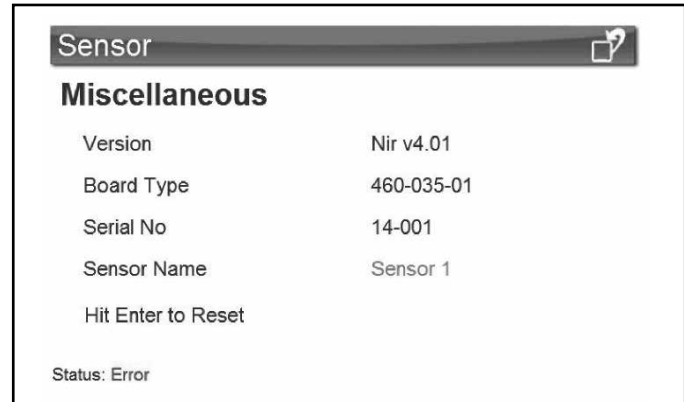 Sensor
Miscellaneous
Version Nir v4.01
Board Type 460-035-01
Serial No 14-001
Sensor Name Sensor 1
Hit Enter to Reset
Status: Error